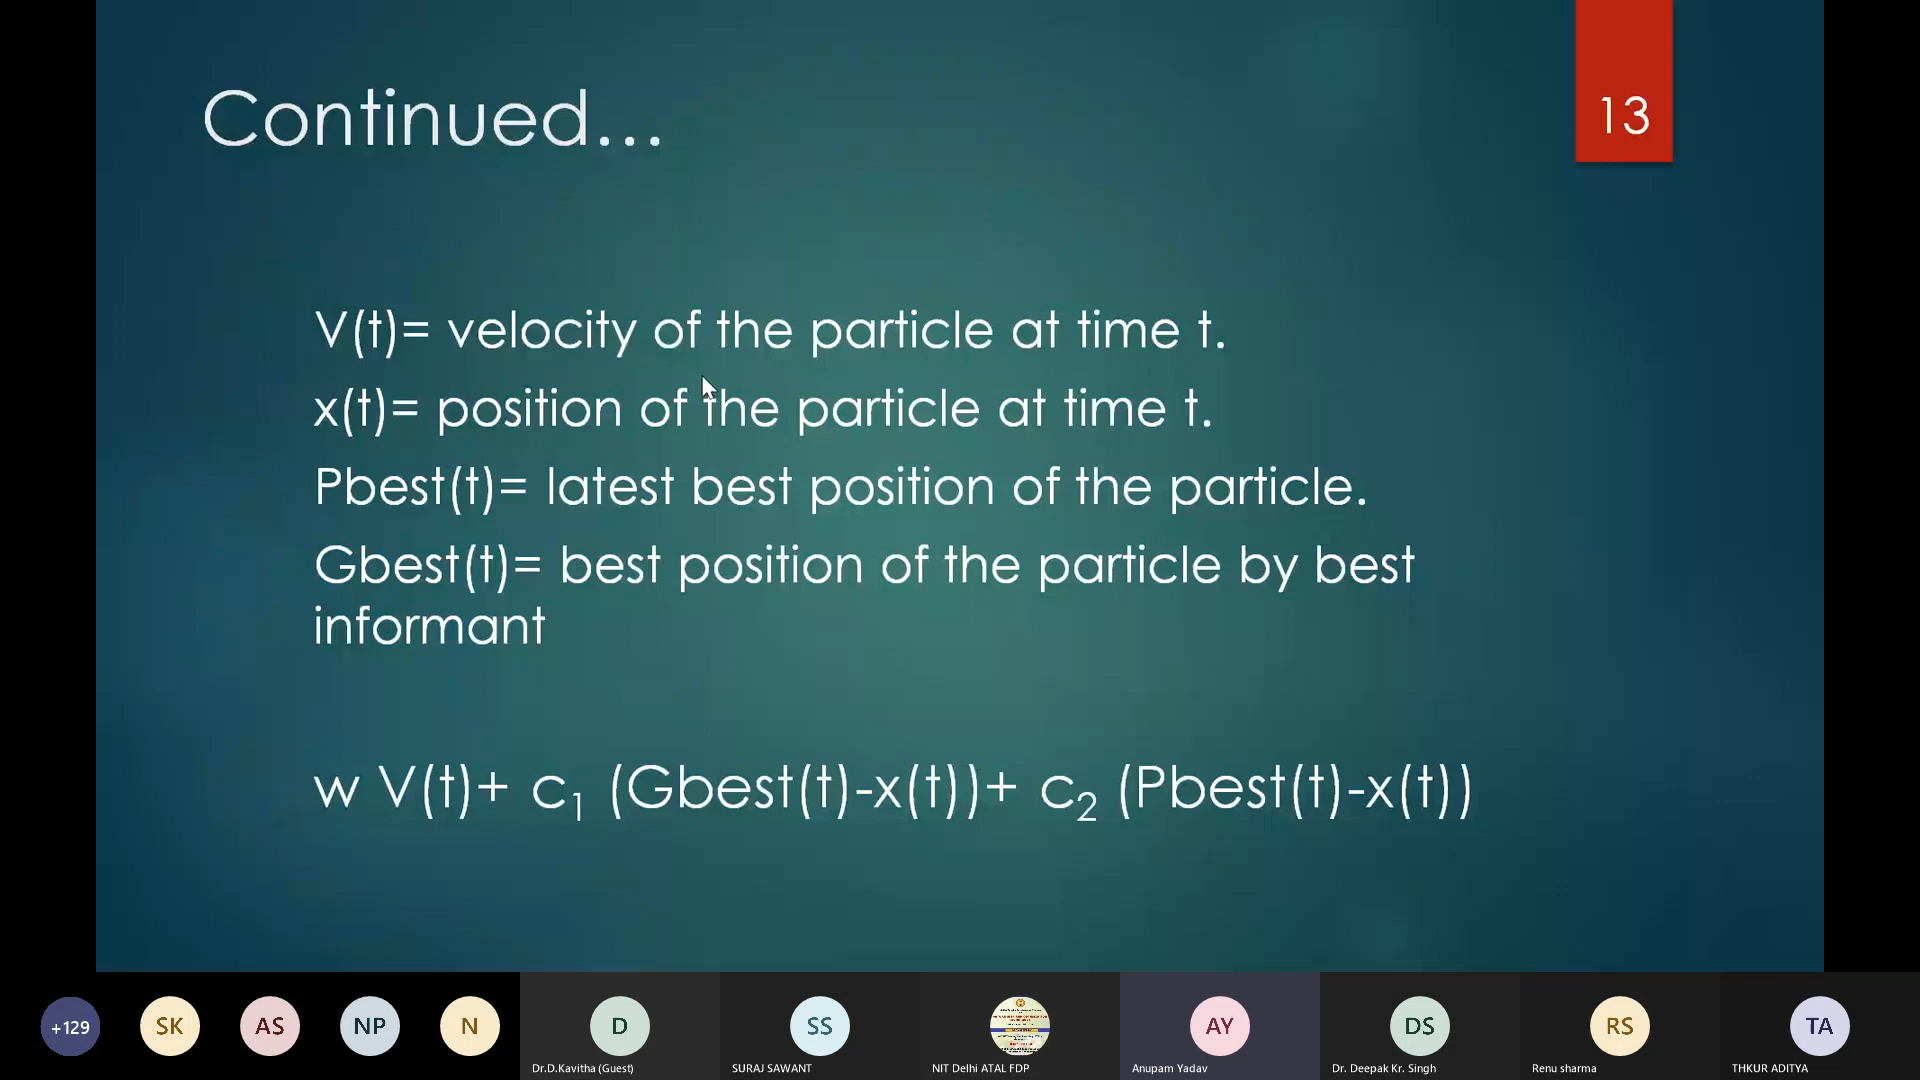 Continued...
13
V(t)= velocity of the particle at time t.
x(t)= position of the particle at time t.
Pbest(t)= latest best position of the particle.
Gbest(t)= best position of the particle by best
informant
w V(t)+ c₁ (Gbest(t)-x(t))+ c₂ (Pbest(t)-x(t))
+129
SK
AS
NP
N
D
SS
AY
DS
RS
TA
Dr.D.Kavitha (Guest)
SURAJ SAWANT
NIT Delhi ATAL FDP
Anupam Yadav
Dr. Deepak Kr. Singh
Renu sharma
THKUR ADITYA